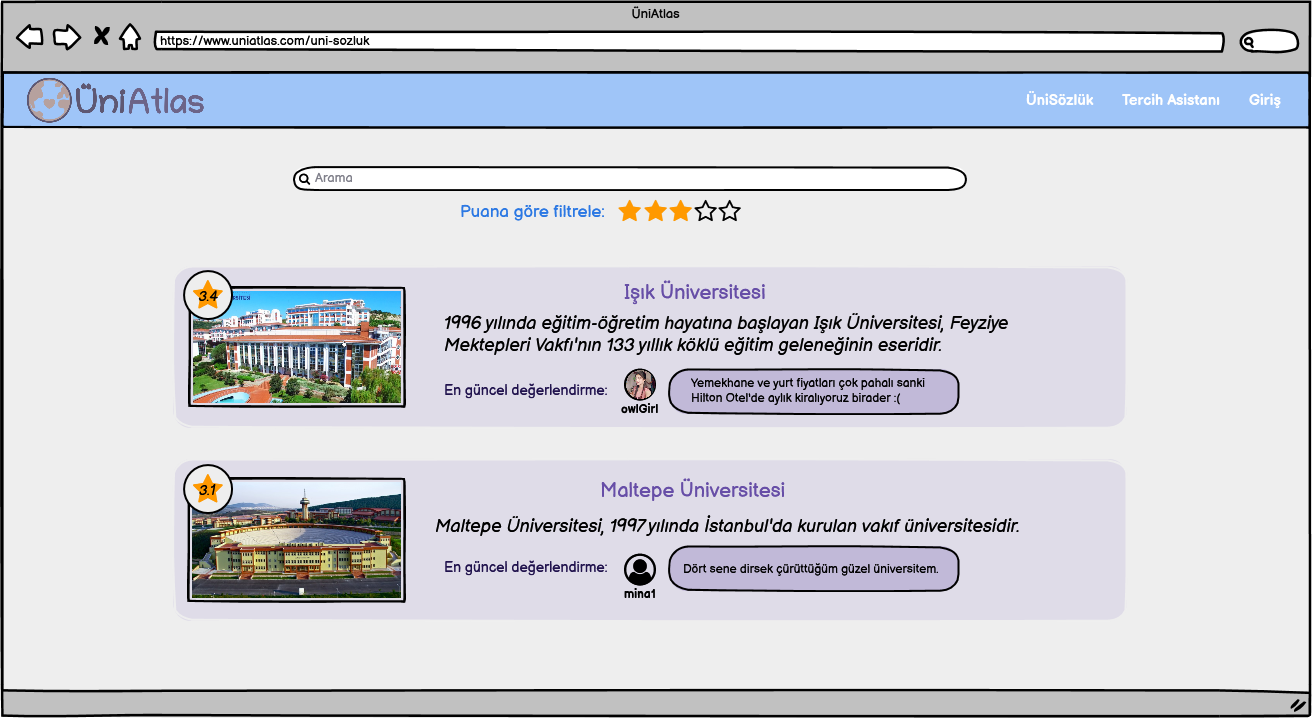 ÜniAtlas
https://www.uniatlas.com/uni-sozluk
ÜniAtlas
ÜniSözlük
Tercih Asistanı
Giriş
Arama
Puana göre filtrele:
3.4
Işık Üniversitesi
1996 yılında eğitim-öğretim hayatına başlayan Işık Üniversitesi, Feyziye
Mektepleri Vakfı'nın 133 yıllık köklü eğitim geleneğinin eseridir.
En güncel değerlendirme:
owlGirl
Yemekhane ve yurt fiyatları çok pahalı sanki
Hilton Otel'de aylık kiralıyoruz birader :(
3.1
Maltepe Üniversitesi
Maltepe Üniversitesi, 1997 yılında İstanbul'da kurulan vakıf üniversitesidir.
En güncel değerlendirme:
mina1
Dört sene dirsek çürüttüğüm güzel üniversitem.